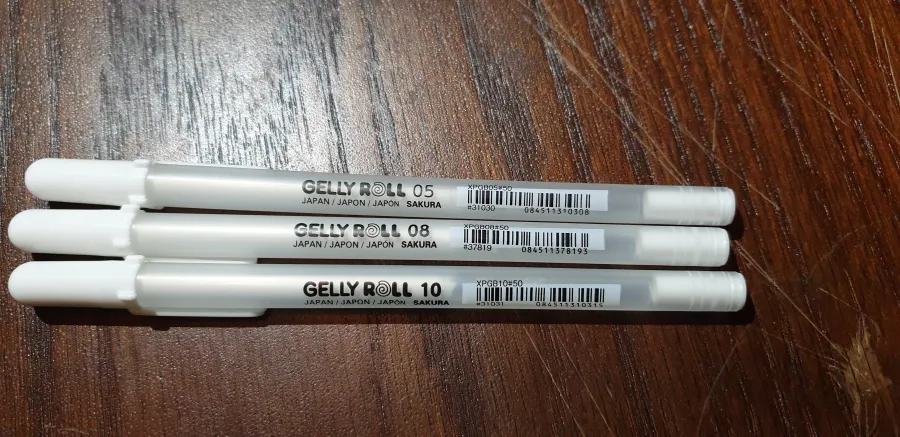 GELLY ROLL 05
JAPAN / JAPON / JAPÓN SAKURA
XPGB05#50
#31030 084511310308
GELLY ROLL 08
JAPAN / JAPON / JAPÓN SAKURA
XPGB08#50
#37819 084511378193
GELLY ROLL 10
JAPAN / JAPON / JAPÓN SAKURA
XPGB10#50
#31031 084511310315